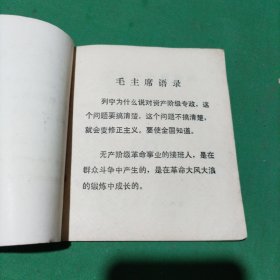 毛主席语录
列宁为什么说对资产阶级专政，这
个问题要搞清楚。这个问题不搞清楚，
就会变修正主义。要使全国知道。
无产阶级革命事业的接班人，是在
群众斗争中产生的，是在革命大风大浪
的锻炼中成长的。